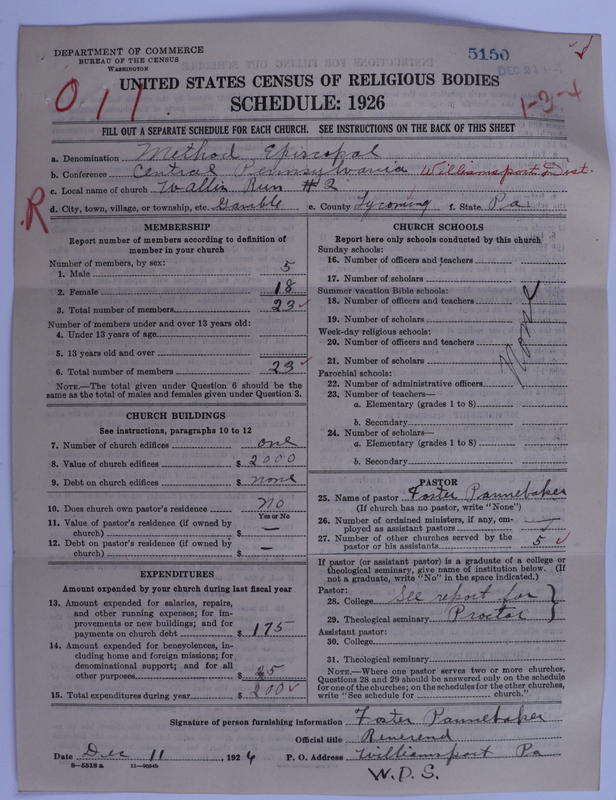 DEPARTMENT OF COMMERCE
BUREAU OF THE CENSUS
WASHINGTON
5150
DEC 21
UNITED STATES CENSUS OF RELIGIOUS BODIES
SCHEDULE: 1926
011
1-2-4
FILL OUT A SEPARATE SCHEDULE FOR EACH CHURCH. SEE INSTRUCTIONS ON THE BACK OF THIS SHEET
a. Denomination Method Episcopal
b. Conference Central Pennsylvania Williamsport Dist.
c. Local name of church Wallis Run #2
R
d. City, town, village, or township, etc. Gamble e. County Lycoming f. State Pa
MEMBERSHIP
Report number of members according to definition of
member in your church
Number of members, by sex:
1. Male 5
2. Female 18
3. Total number of members 23
Number of members under and over 13 years old:
4. Under 13 years of age
5. 13 years old and over
6. Total number of members 23
NOTE.—The total given under Question 6 should be
same as the total of males and females given under Question 3.
CHURCH BUILDINGS
See instructions, paragraphs 10 to 12
7. Number of church edifices one
8. Value of church edifices $ 2000
9. Debt on church edifices $ none
10. Does church own pastor's residence No
Yes or No
11. Value of pastor's residence (if owned by
church) $ —
12. Debt on pastor's residence (if owned by
church) $ —
EXPENDITURES
Amount expended by your church during last fiscal year
13. Amount expended for salaries, repairs,
and other running expenses; for im-
provements or new buildings; and for
payments on church debt $ 175
14. Amount expended for benevolences, in-
cluding home and foreign missions; for
denominational support; and for all
other purposes $ 25
15. Total expenditures during year $ 200
CHURCH SCHOOLS
Report here only schools conducted by this church
Sunday schools:
16. Number of officers and teachers
17. Number of scholars
Summer vacation Bible schools:
18. Number of officers and teachers
19. Number of scholars
Week-day religious schools:
20. Number of officers and teachers
21. Number of scholars
None
Parochial schools:
22. Number of administrative officers
23. Number of teachers—
a. Elementary (grades 1 to 8)
b. Secondary
24. Number of scholars—
a. Elementary (grades 1 to 8)
b. Secondary
PASTOR
25. Name of pastor Foster Pannebaker
(If church has no pastor, write "None")
26. Number of ordained ministers, if any, em-
ployed as assistant pastors —
27. Number of other churches served by the
pastor or his assistants 5
If pastor (or assistant pastor) is a graduate of a college or
theological seminary, give name of institution below. (If
not a graduate, write "No" in the space indicated.)
Pastor:
28. College See report for
29. Theological seminary Proctor
Assistant pastor:
30. College
31. Theological seminary
NOTE.—Where one pastor serves two or more churches,
Questions 28 and 29 should be answered only on the schedule
for one of the churches; on the schedules for the other churches,
write "See schedule for church."
Signature of person furnishing information Foster Pannebaker
Official title Reverend
Date Dec 11, 1926 P. O. Address Williamsport Pa
8—5518 a 11—9054b
W.D.S.